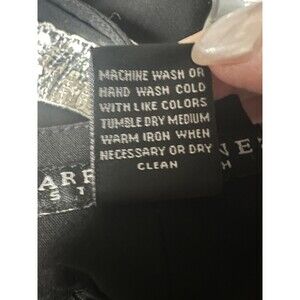 MACHINE WASH OR
HAND WASH COLD
WITH LIKE COLORS
TUMBLE DRY MEDIUM
WARM IRON WHEN
NECESSARY OR DRY
CLEAN